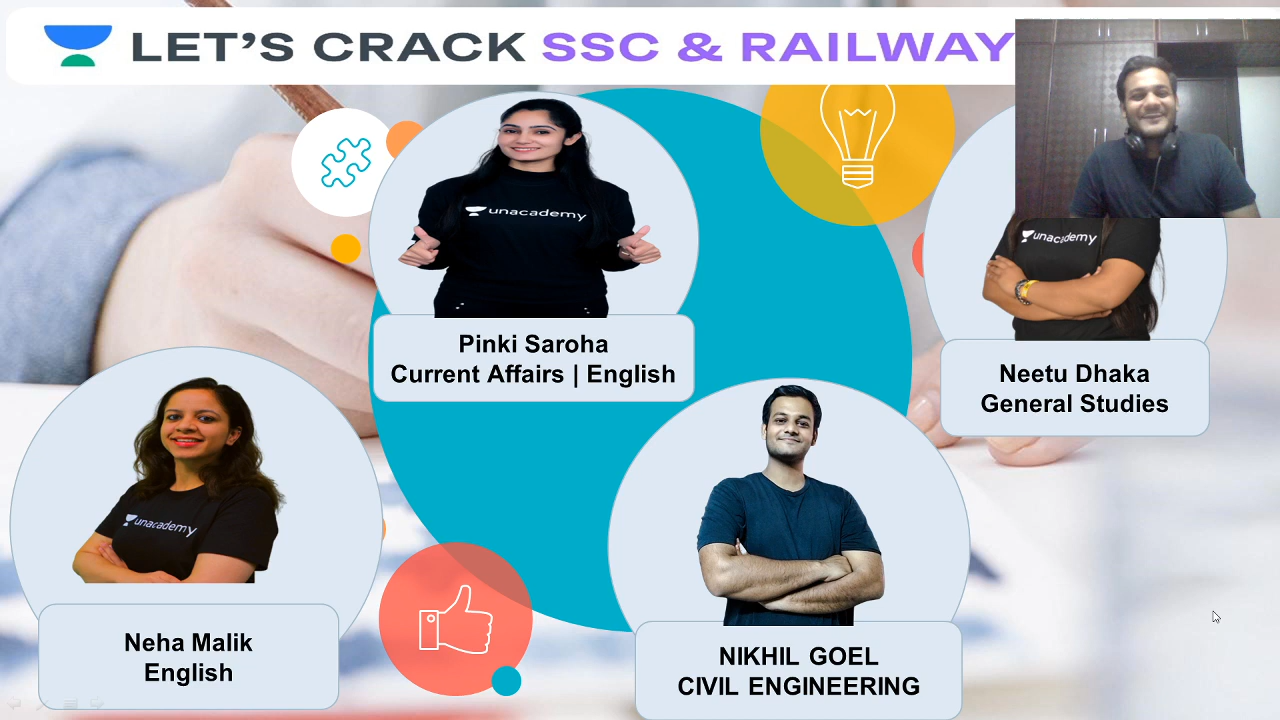 LET'S CRACK SSC & RAILWAY
unacademy
unacademy
Pinki Saroha
Current Affairs | English
Neetu Dhaka
General Studies
unacademy
Neha Malik
English
NIKHIL GOEL
CIVIL ENGINEERING